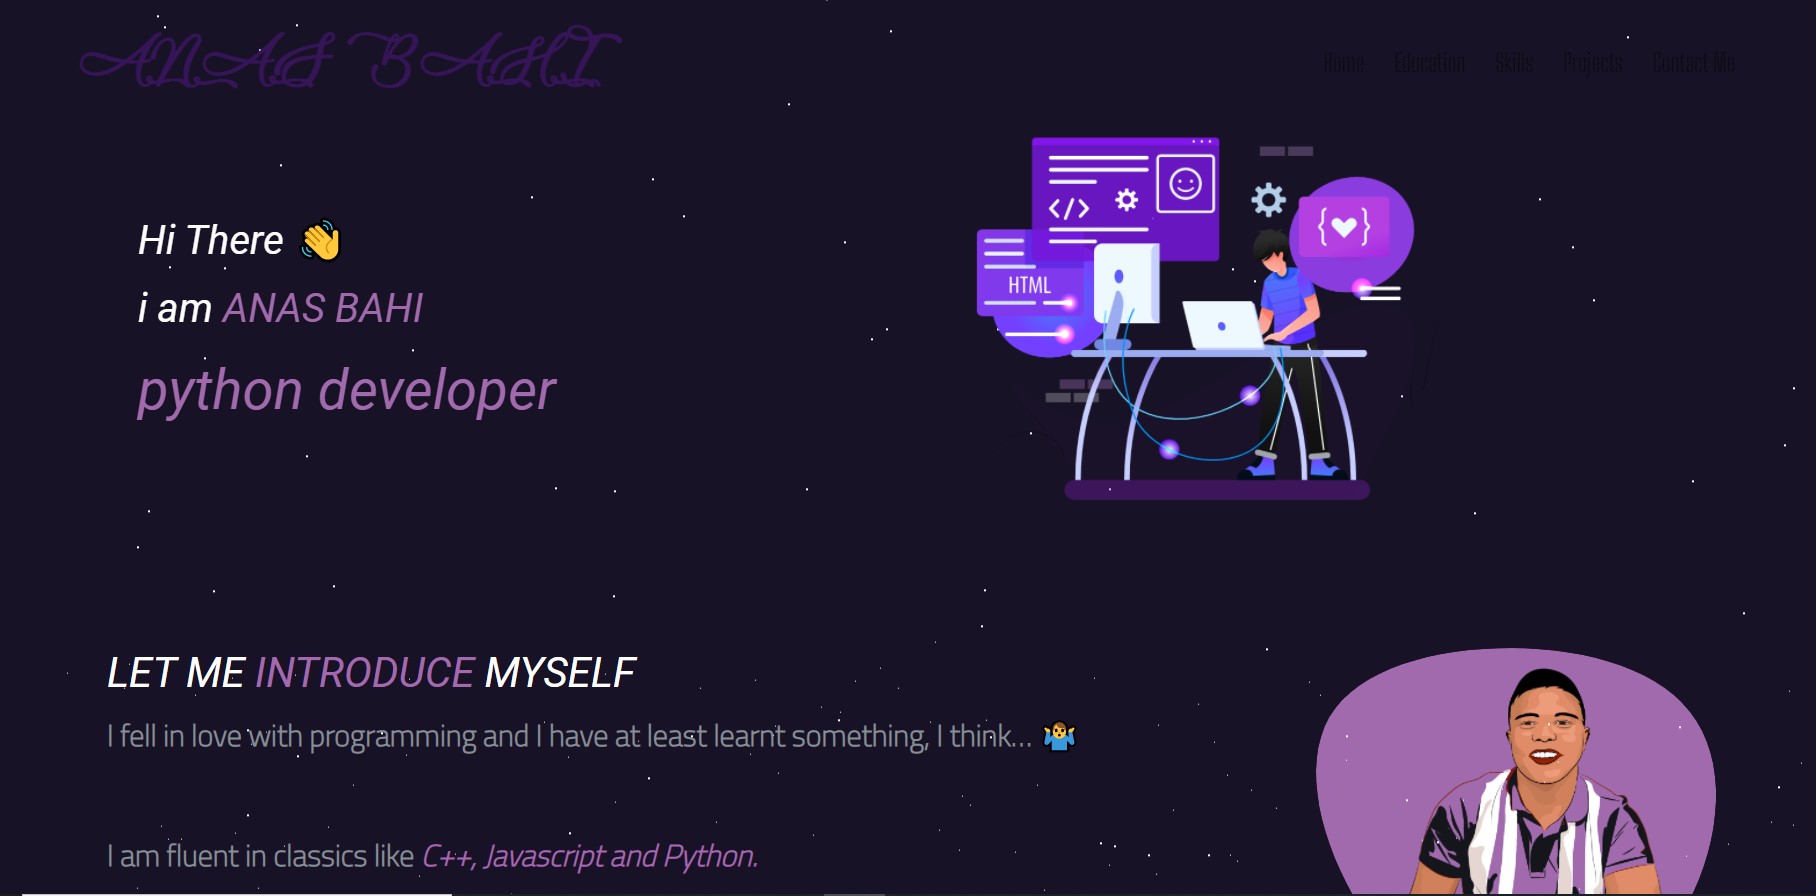 ANAS BAHI
Home Education Skills Projects Contact Me
Hi There 👋
i am ANAS BAHI
python developer
</>
HTML
{ }
LET ME INTRODUCE MYSELF
I fell in love with programming and I have at least learnt something, I think... 🤷‍♂️
I am fluent in classics like C++, Javascript and Python.